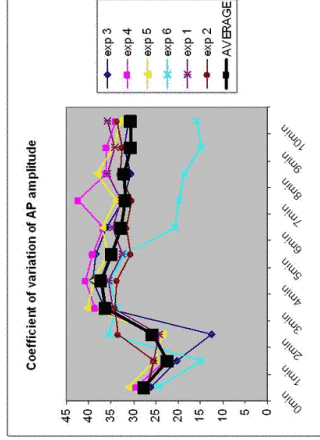 Coefficient of variation of AP amplitude
45
40
35
30
25
20
15
10
5
0
0min
1min
2min
3min
4min
5min
6min
7min
8min
9min
10min
exp 3
exp 4
exp 5
exp 6
exp 1
exp 2
AVERAGE